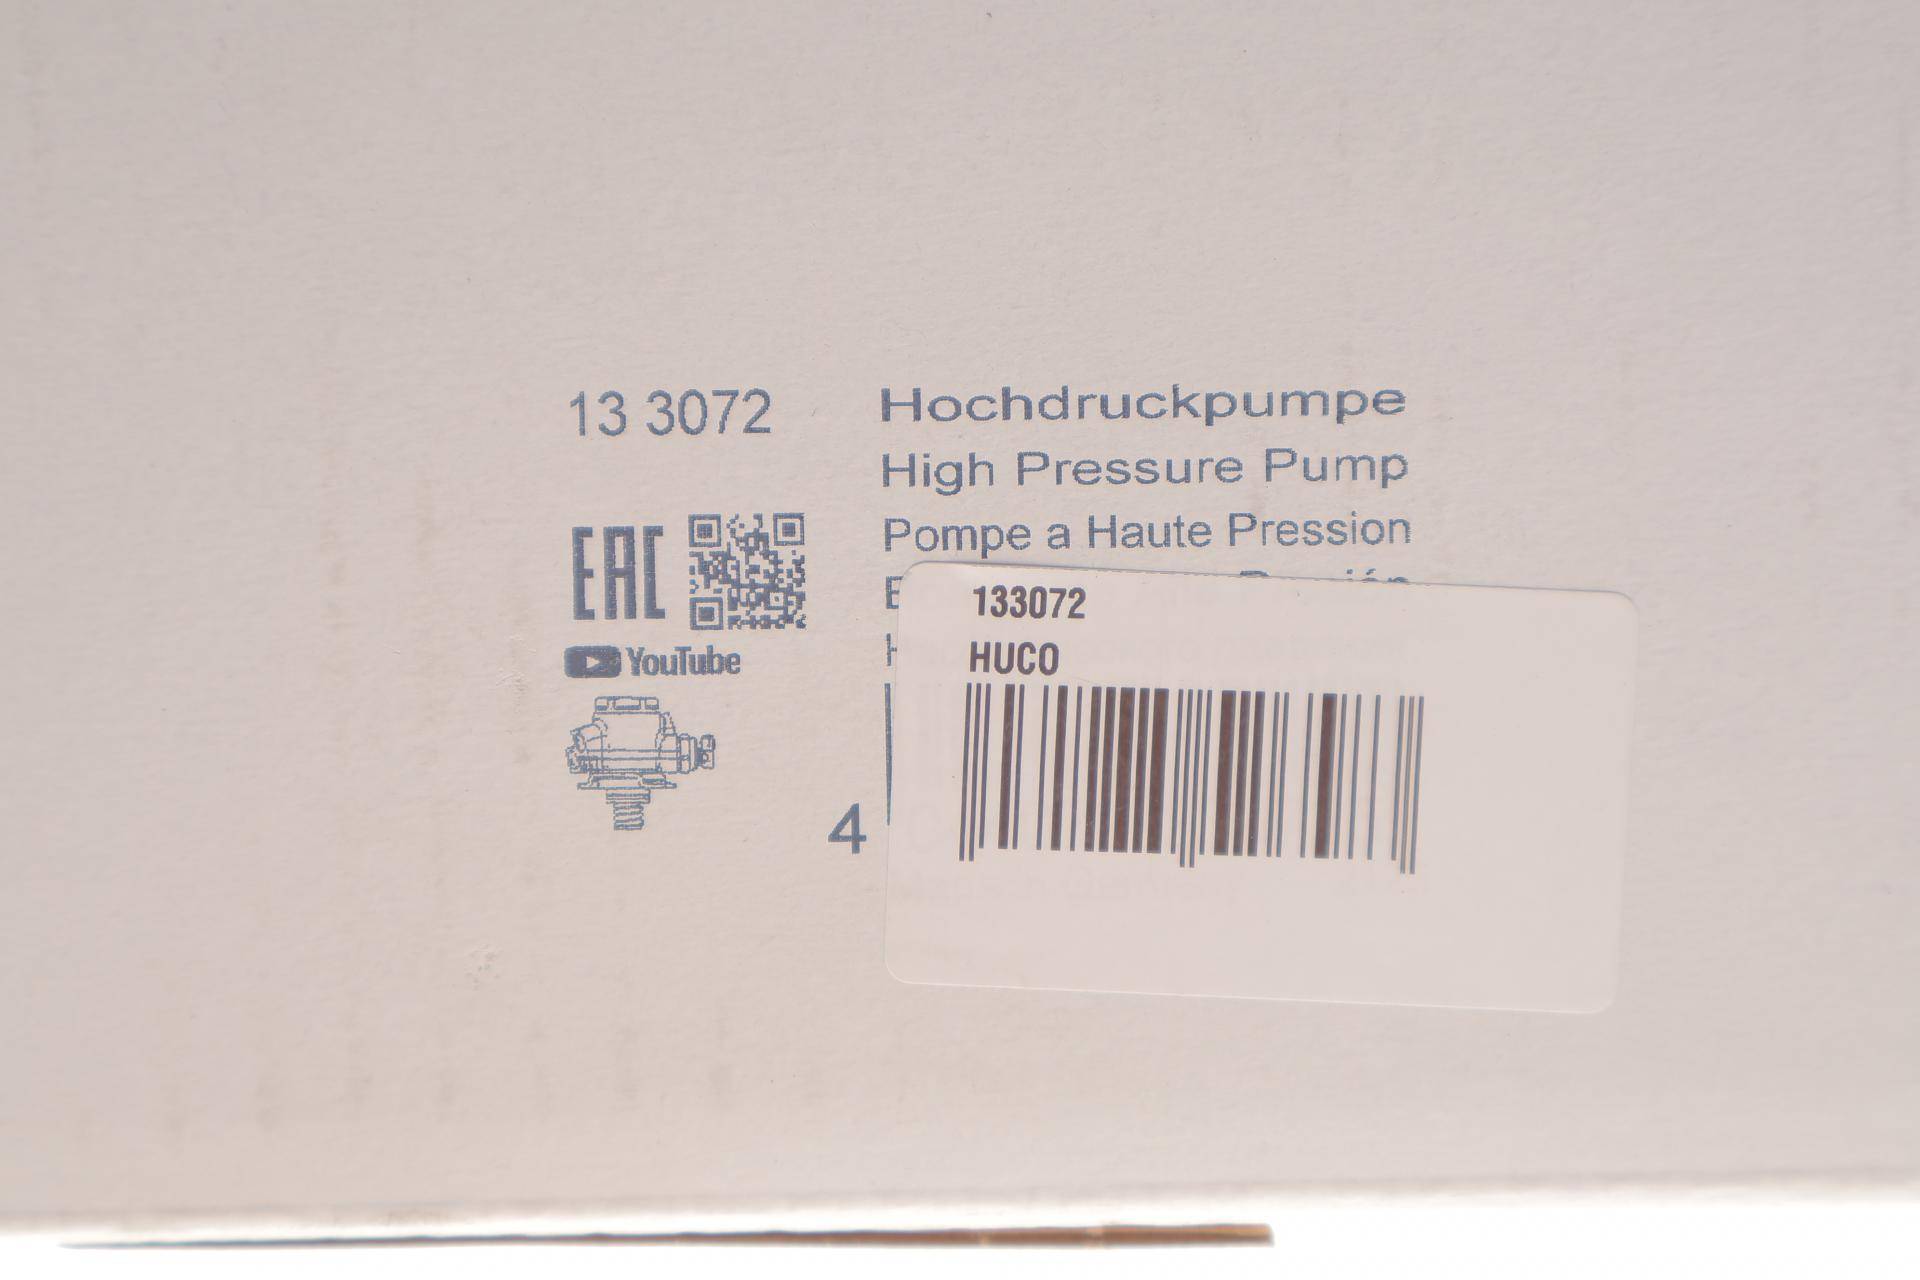 13 3072
Hochdruckpumpe
High Pressure Pump
Pompe a Haute Pression
EAC
YouTube
4
133072
HUCO